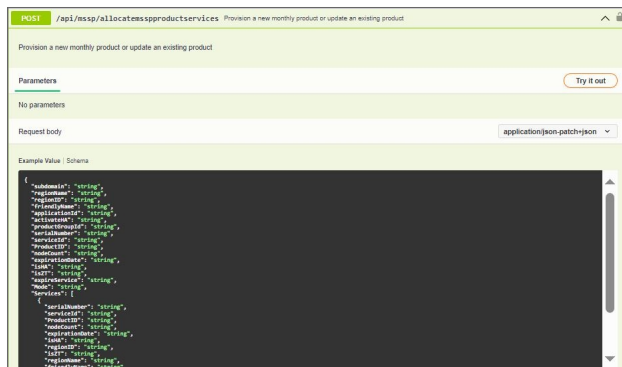 POST /api/mssp/allocatemsspproductservices Provision a new monthly product or update an existing product
Provision a new monthly product or update an existing product
Parameters
Try it out
No parameters
Request body
application/json-patch+json
Example Value | Schema
{
"subdomain": "string",
"regionName": "string",
"regionID": "string",
"friendlyName": "string",
"applicationId": "string",
"activateHA": "string",
"productGroupId": "string",
"serialNumber": "string",
"serviceId": "string",
"ProductID": "string",
"nodeCount": "string",
"expirationDate": "string",
"isHA": "string",
"isZT": "string",
"expireService": "string",
"Mode": "string",
"Services": [
{
"serialNumber": "string",
"serviceId": "string",
"ProductID": "string",
"nodeCount": "string",
"expirationDate": "string",
"isHA": "string",
"regionID": "string",
"isZT": "string",
"regionName": "string",
"friendlyName": "string",